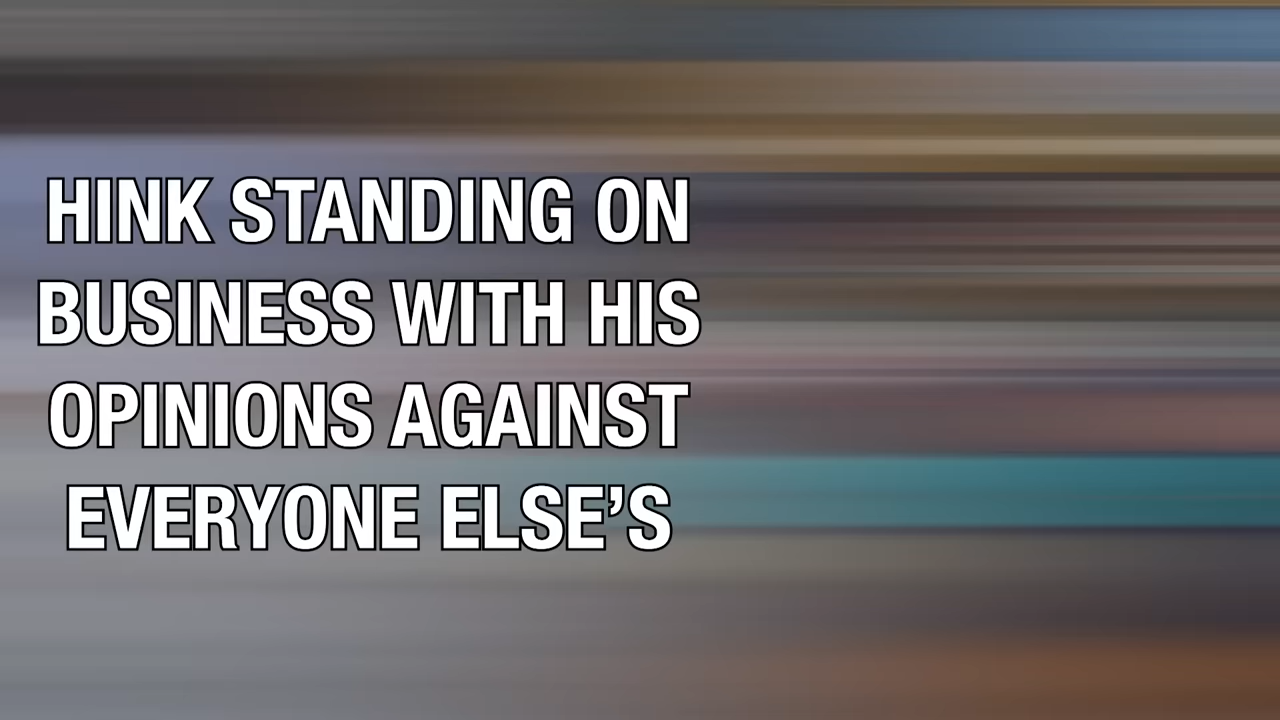 HINK STANDING ON
BUSINESS WITH HIS
OPINIONS AGAINST
EVERYONE ELSE’S